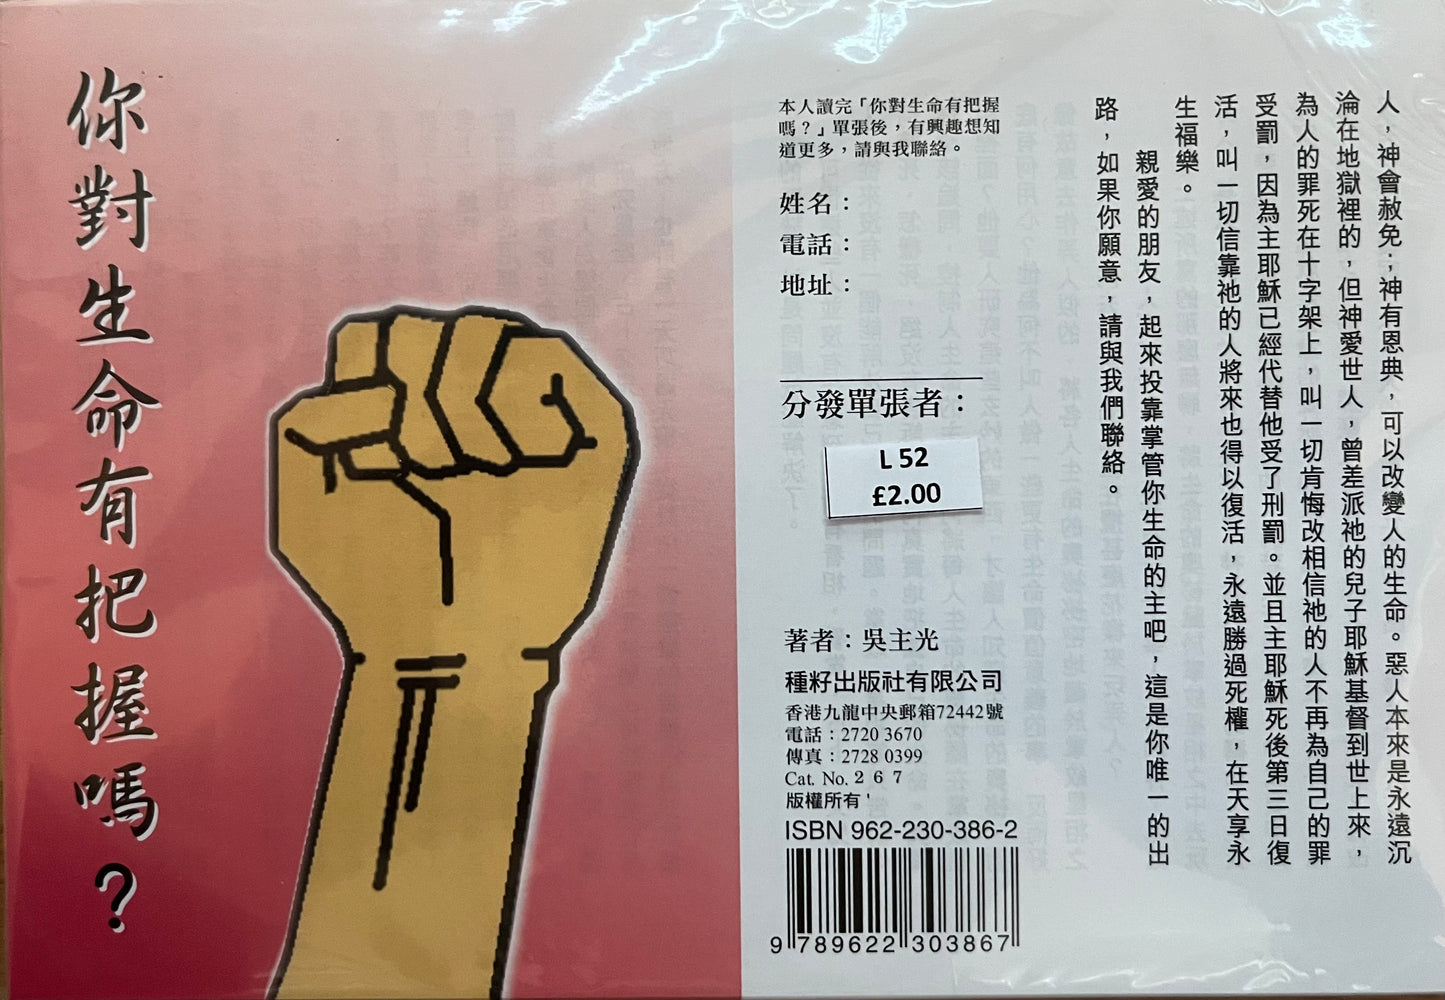 你對生命有把握嗎？
人，神會赦免；神有恩典，可以改變人的生命。惡人本來是永遠沉
淪在地獄裡的，但神愛世人，曾差派祂的兒子耶穌基督到世上來，
為人的罪死在十字架上，叫一切肯悔改相信祂的人不再為自己的罪
受罰，因為主耶穌已經代替他受了刑罰。並且主耶穌死後第三日復
活，叫一切信靠祂的人將來也得以復活，永遠勝過死權，在天享永
生福樂。
親愛的朋友，起來投靠掌管你生命的主吧，這是你唯一的出
路，如果你願意，請與我們聯絡。
本人讀完「你對生命有把握
嗎？」單張後，有興趣想知
道更多，請與我聯絡。
姓名：
電話：
地址：
分發單張者：
L 52
£2.00
著者：吳主光
種籽出版社有限公司
香港九龍中央郵箱72442號
電話：2720 3670
傳真：2728 0399
Cat. No. 2 6 7
版權所有
ISBN 962-230-386-2
9 789622 303867